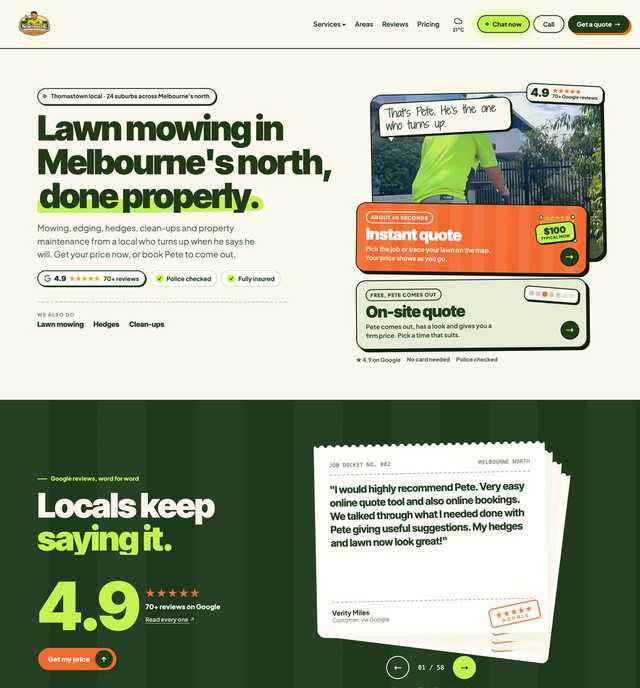 Services
Areas
Reviews
Pricing
21°C
Chat now
Call
Get a quote →
Thomastown local · 24 suburbs across Melbourne's north
Lawn mowing in
Melbourne's north,
done properly.
Mowing, edging, hedges, clean-ups and property
maintenance from a local who turns up when he says he
will. Get your price now, or book Pete to come out.
G 4.9 ★★★★★ 70+ reviews
Police checked
Fully insured
WE ALSO DO
Lawn mowing Hedges Clean-ups
That's Pete. He's the one
who turns up.
4.9 ★★★★★
70+ Google reviews
ABOUT 60 SECONDS
Instant quote
Pick the job or trace your lawn on the map.
Your price shows as you go.
$100
TYPICAL NOW
→
FREE, PETE COMES OUT
On-site quote
Pete comes out, has a look and gives you a
firm price. Pick a time that suits.
→
★ 4.9 on Google No card needed Police checked
Google reviews, word for word
Locals keep
saying it.
4.9
★★★★★
70+ reviews on Google
Read every one ↗
Get my price ↑
JOB DOCKET NO. #02
MELBOURNE NORTH
"I would highly recommend Pete. Very easy
online quote tool and also online bookings.
We talked through what I needed done with
Pete giving useful suggestions. My hedges
and lawn now look great!"
Verity Miles
Customer, via Google
★★★★★
GOOGLE
← 01 / 58 →